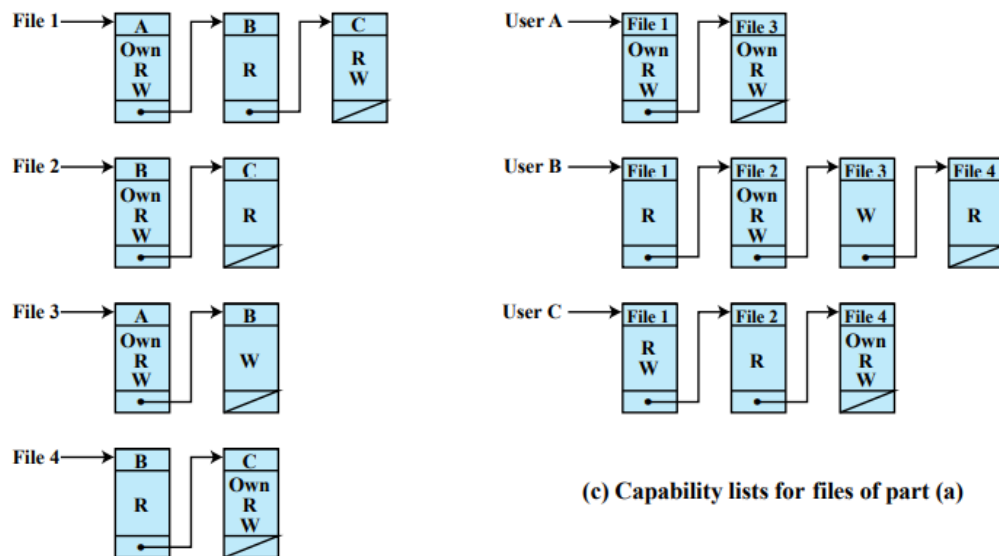 File 1
A
Own
R
W
B
R
C
R
W
File 2
B
Own
R
W
C
R
File 3
A
Own
R
W
B
W
File 4
B
R
C
Own
R
W
User A
File 1
Own
R
W
File 3
Own
R
W
User B
File 1
R
File 2
Own
R
W
File 3
W
File 4
R
User C
File 1
R
W
File 2
R
File 4
Own
R
W
(c) Capability lists for files of part (a)